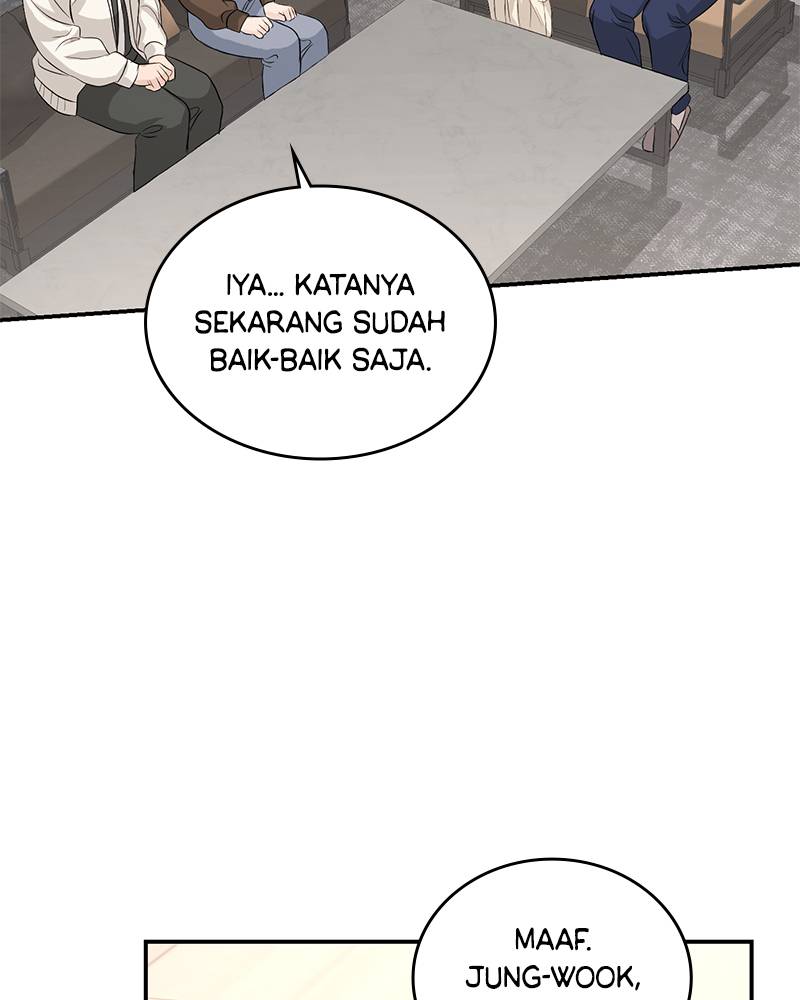 IYA... KATANYA
SEKARANG SUDAH
BAIK-BAIK SAJA.
MAAF.
JUNG-WOOK,